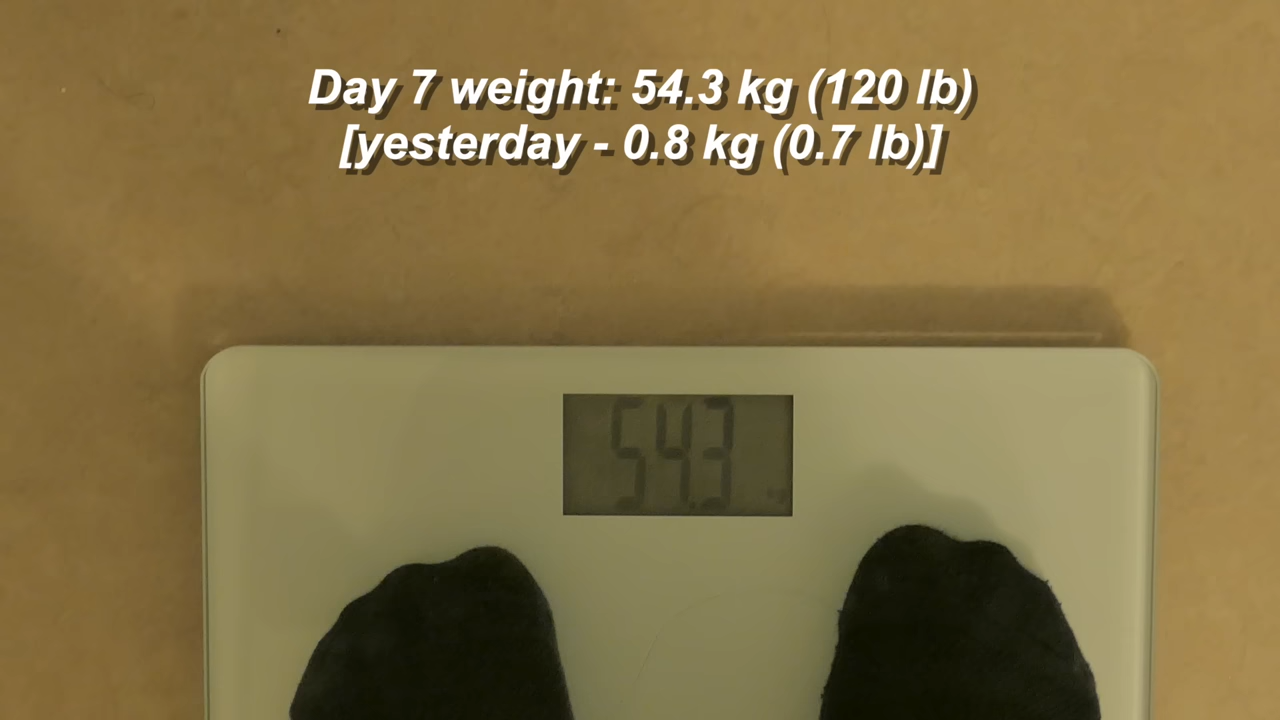 Day 7 weight: 54.3 kg (120 lb)
[yesterday - 0.8 kg (0.7 lb)]
54.3